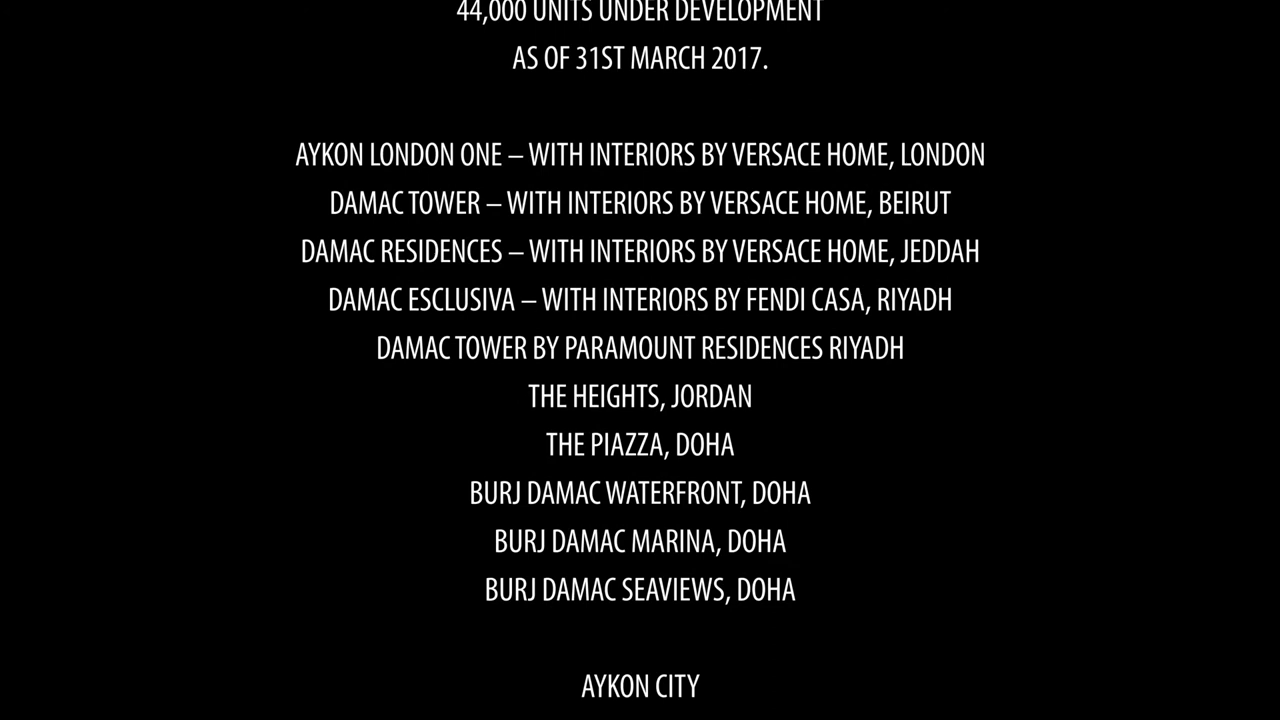 44,000 UNITS UNDER DEVELOPMENT
AS OF 31ST MARCH 2017.
AYKON LONDON ONE – WITH INTERIORS BY VERSACE HOME, LONDON
DAMAC TOWER – WITH INTERIORS BY VERSACE HOME, BEIRUT
DAMAC RESIDENCES – WITH INTERIORS BY VERSACE HOME, JEDDAH
DAMAC ESCLUSIVA – WITH INTERIORS BY FENDI CASA, RIYADH
DAMAC TOWER BY PARAMOUNT RESIDENCES RIYADH
THE HEIGHTS, JORDAN
THE PIAZZA, DOHA
BURJ DAMAC WATERFRONT, DOHA
BURJ DAMAC MARINA, DOHA
BURJ DAMAC SEAVIEWS, DOHA
AYKON CITY